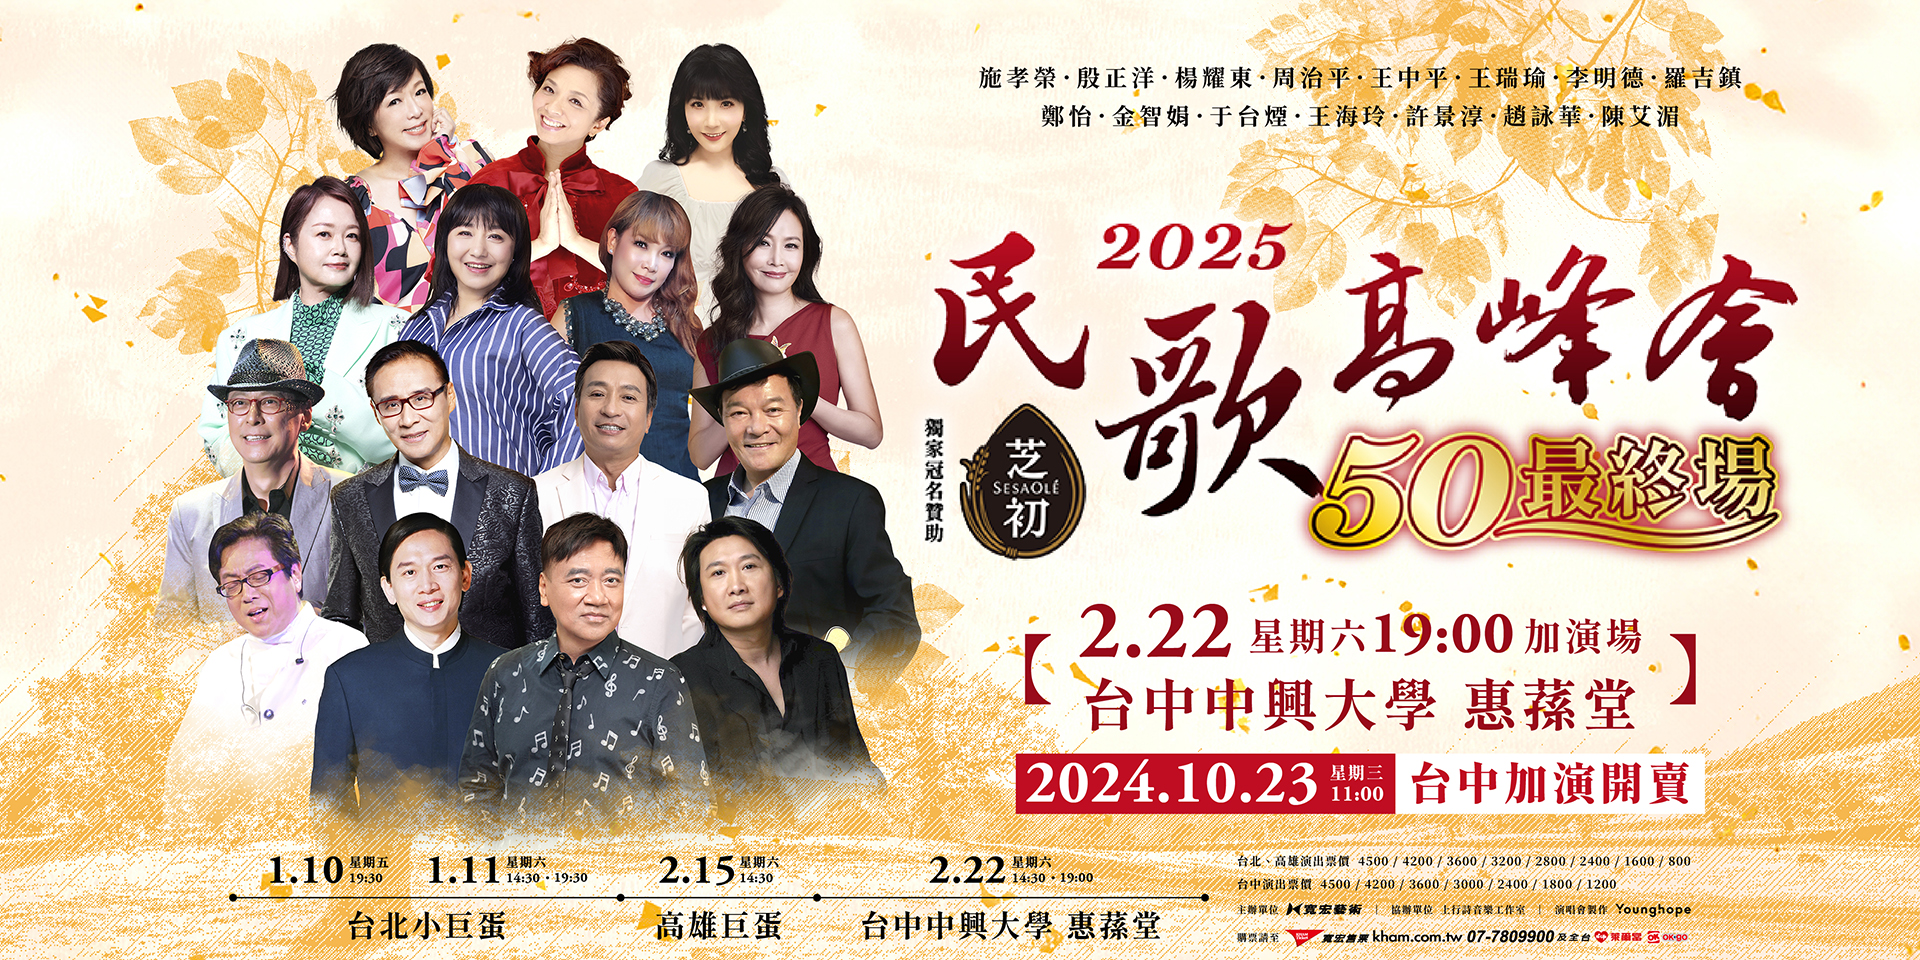 施孝榮·殷正洋·楊耀東·周治平·王中平·王瑞瑜·李明德·羅吉鎮
鄭怡·金智娟·于台煙·王海玲·許景淳·趙詠華·陳艾湄
2025
民歌高峰會
獨家冠名贊助
芝
SESAOLÉ
初
50最終場
【2.22 星期六19:00 加演場
台中中興大學 惠蓀堂】
2024.10.23 星期三 11:00 台中加演開賣
1.10 星期五 19:30
1.11 星期六 14:30・19:30
台北小巨蛋
2.15 星期六 14:30
高雄巨蛋
2.22 星期六 14:30・19:00
台中中興大學 惠蓀堂
台北、高雄演出票價 4500 / 4200 / 3600 / 3200 / 2800 / 2400 / 1600 / 800
台中演出票價 4500 / 4200 / 3600 / 3000 / 2400 / 1800 / 1200
主辦單位 寬宏藝術 | 協辦單位 上行詩音樂工作室 | 演唱會製作 Younghope
購票請至 寬宏售票 kham.com.tw 07-7809900 及全台 萊爾富 OK OK·go